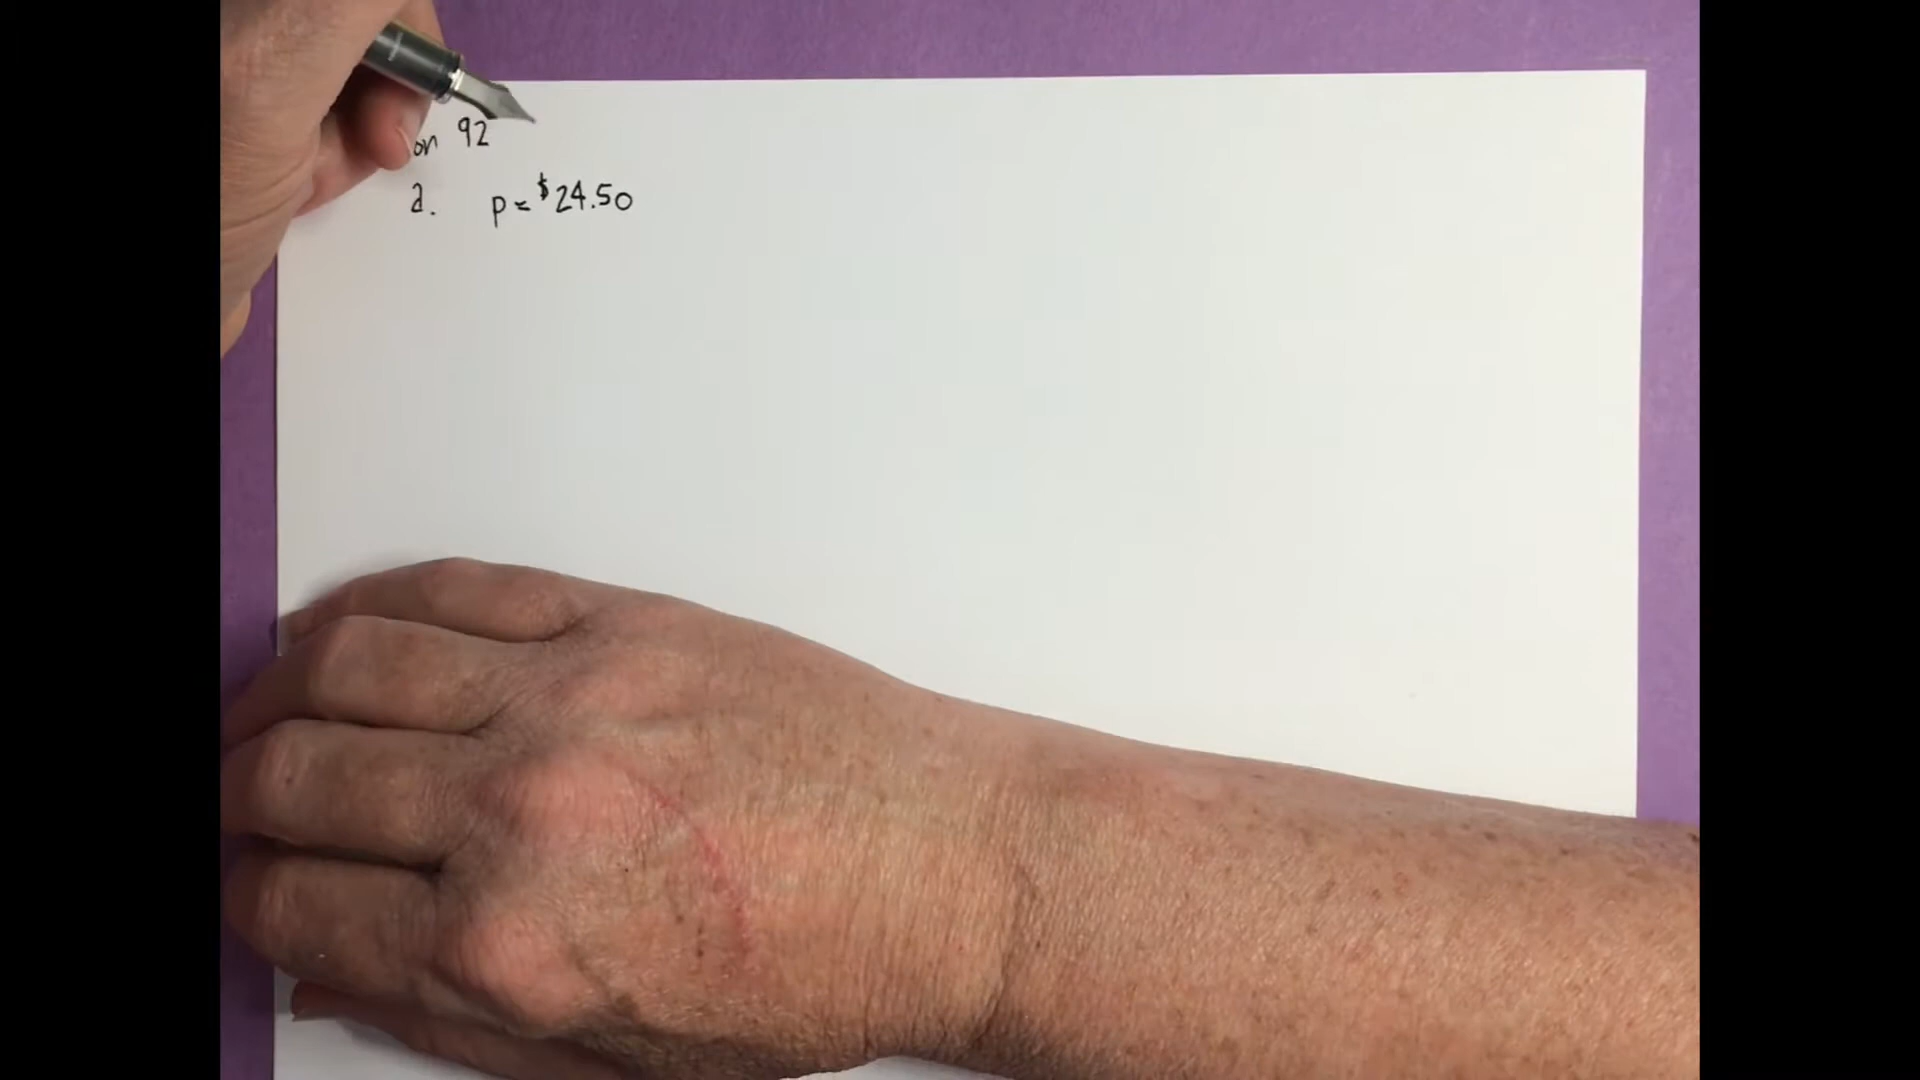 on 92
a. p = $24.50